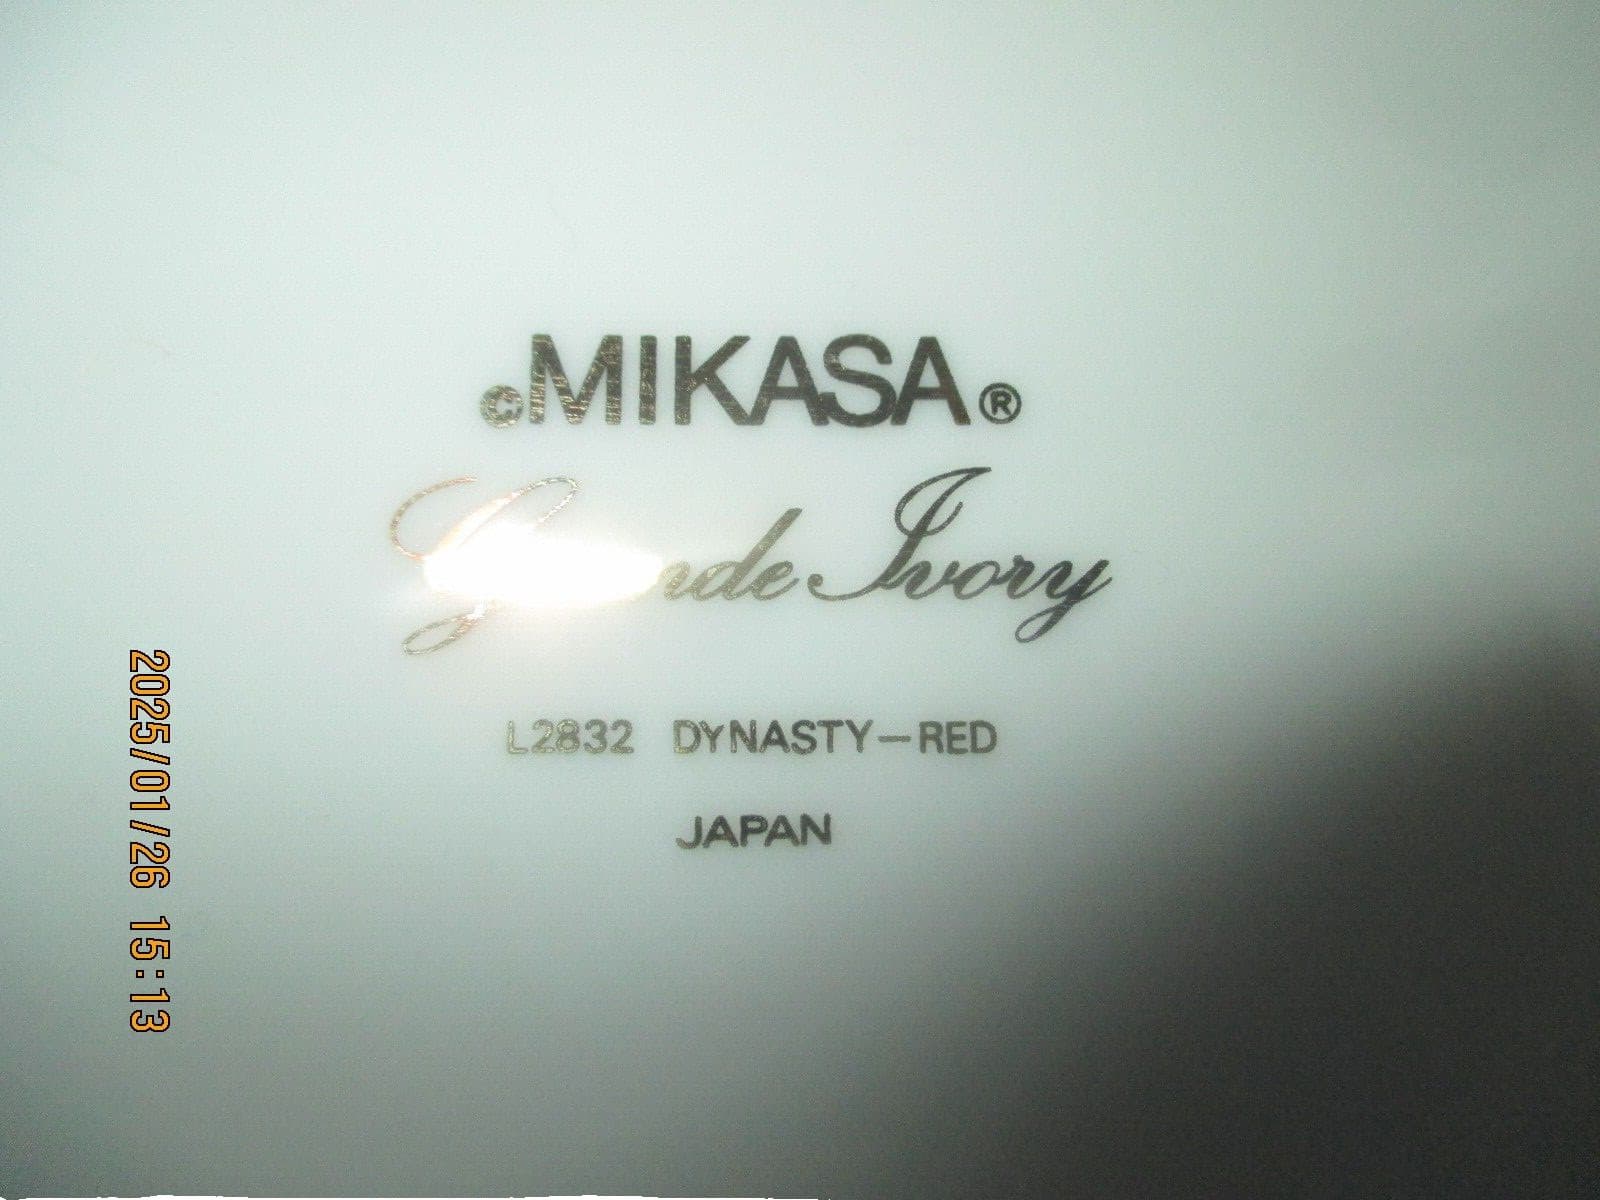 ©MIKASA®
Ivory
L2832 DYNASTY-RED
JAPAN
2025/01/26 15:13